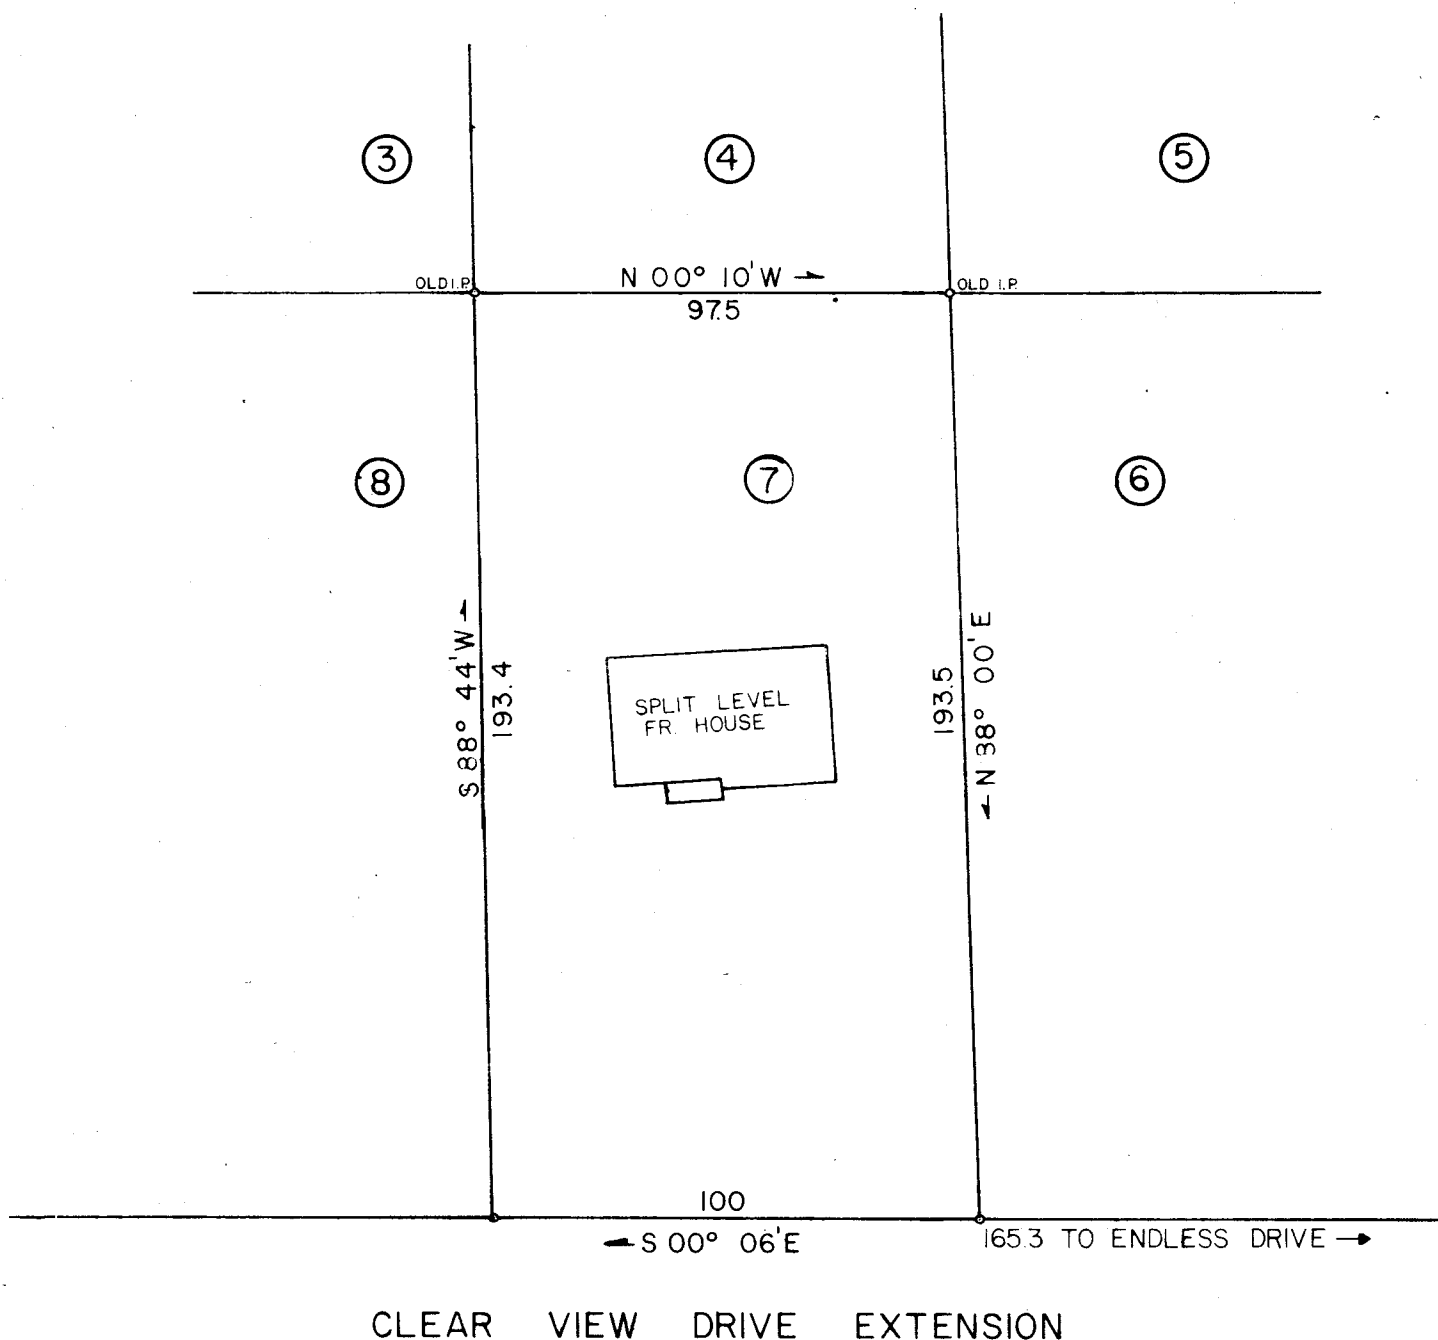 3
4
5
OLD I.P.
N 00° 10' W
OLD I.P.
97.5
8
7
6
S 88° 44' W
193.4
SPLIT LEVEL
FR. HOUSE
193.5
N 38° 00' E
100
S 00° 06' E
165.3 TO ENDLESS DRIVE
CLEAR VIEW DRIVE EXTENSION